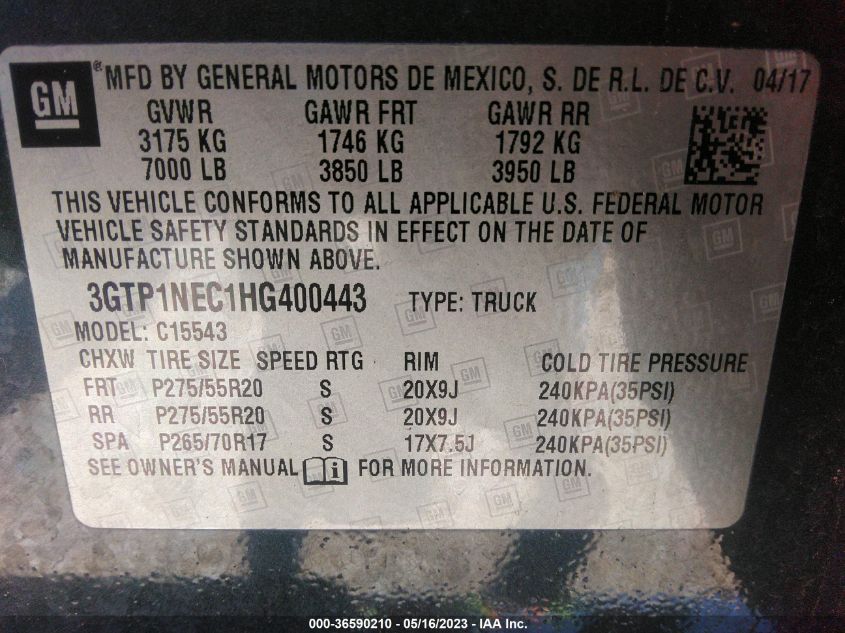 GM ® MFD BY GENERAL MOTORS DE MEXICO, S. DE R.L. DE C.V. 04/17
GVWR GAWR FRT GAWR RR
3175 KG 1746 KG 1792 KG
7000 LB 3850 LB 3950 LB
THIS VEHICLE CONFORMS TO ALL APPLICABLE U.S. FEDERAL MOTOR
VEHICLE SAFETY STANDARDS IN EFFECT ON THE DATE OF
MANUFACTURE SHOWN ABOVE.
3GTP1NEC1HG400443 TYPE: TRUCK
MODEL: C15543
CHXW TIRE SIZE SPEED RTG RIM COLD TIRE PRESSURE
FRT P275/55R20 S 20X9J 240KPA(35PSI)
RR P275/55R20 S 20X9J 240KPA(35PSI)
SPA P265/70R17 S 17X7.5J 240KPA(35PSI)
SEE OWNER'S MANUAL FOR MORE INFORMATION.
000-36590210 - 05/16/2023 - © IAA Inc.